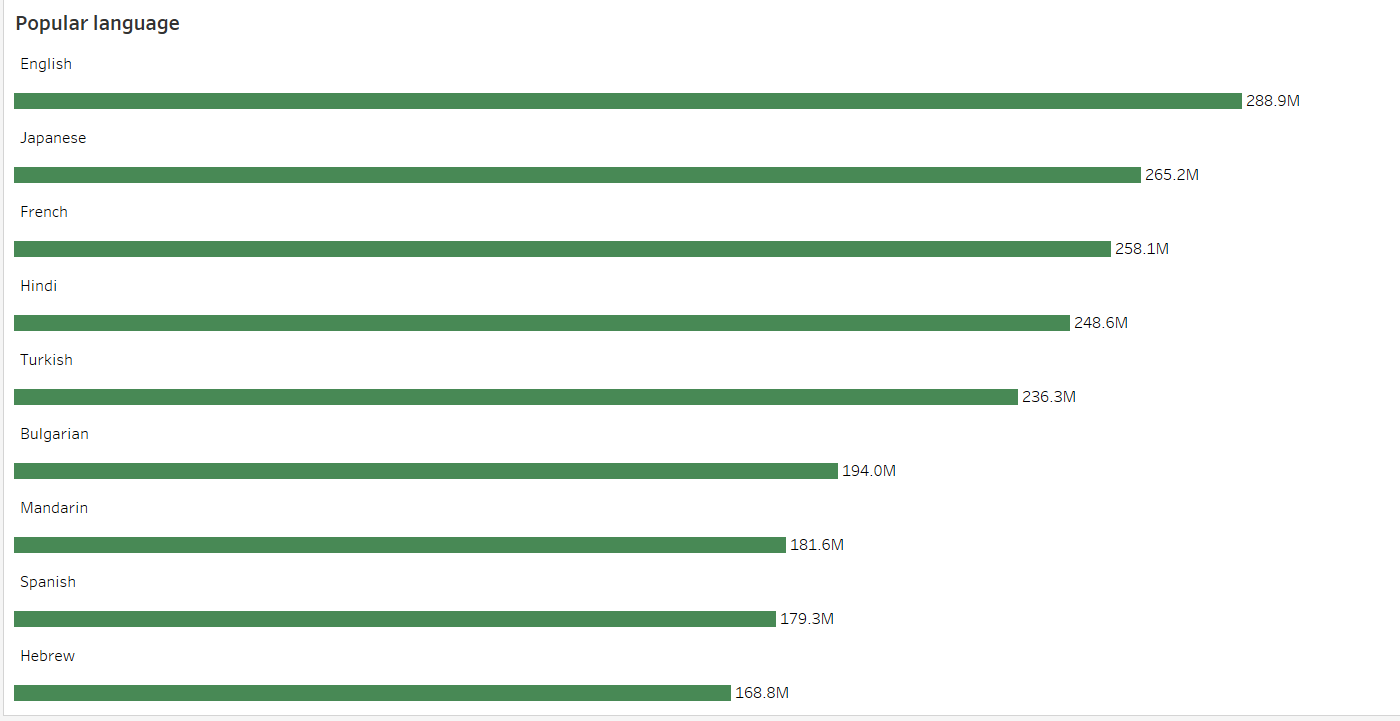 Popular language
English
288.9M
Japanese
265.2M
French
258.1M
Hindi
248.6M
Turkish
236.3M
Bulgarian
194.0M
Mandarin
181.6M
Spanish
179.3M
Hebrew
168.8M